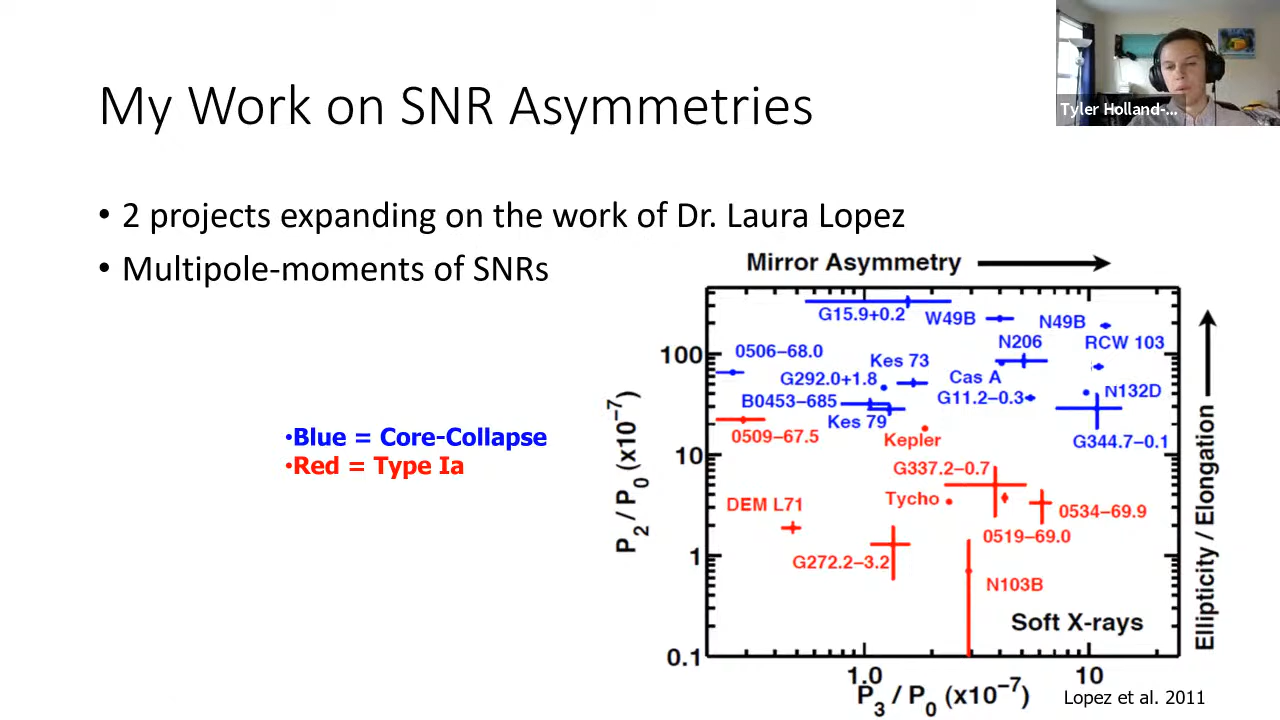 My Work on SNR Asymmetries
Tyler Holland-...
• 2 projects expanding on the work of Dr. Laura Lopez
• Multipole-moments of SNRs
•Blue = Core-Collapse
•Red = Type Ia
Mirror Asymmetry
G15.9+0.2
W49B
N49B
N206
RCW 103
0506–68.0
Kes 73
G292.0+1.8
Cas A
B0453–685
G11.2–0.3
N132D
Kes 79
0509–67.5
Kepler
G344.7–0.1
G337.2–0.7
DEM L71
Tycho
0534–69.9
0519–69.0
G272.2–3.2
N103B
Soft X-rays
100
10
1
0.1
P2 / P0 (x10−7)
Ellipticity / Elongation
1.0
10
P3 / P0 (x10−7)
Lopez et al. 2011